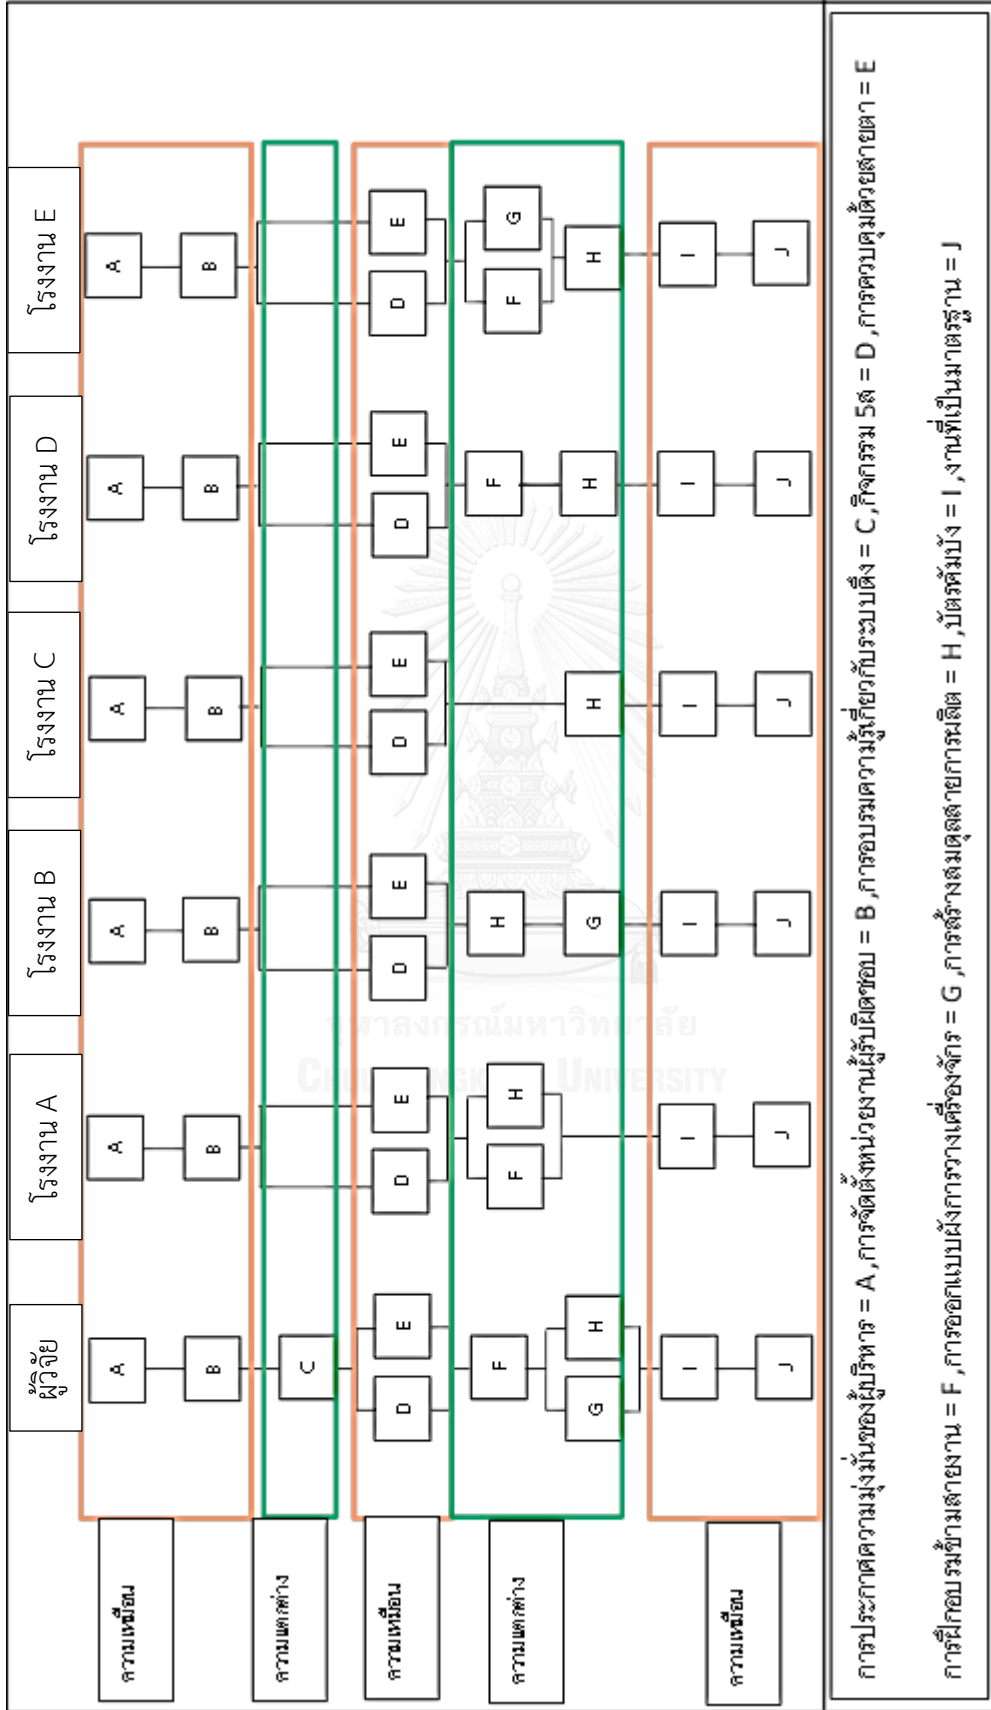 ผู้วิจัย โรงงาน A โรงงาน B โรงงาน C โรงงาน D โรงงาน E
ความเหมือน A A A A A A
B B B B B B
ความแตกต่าง C
ความเหมือน D E D E D E D E D E D E
ความแตกต่าง F F H H F F G
G H G H H H
ความเหมือน I I I I I I
J J J J J J
จุฬาลงกรณ์มหาวิทยาลัย
CHULALONGKORN UNIVERSITY
การประกาศความมุ่งมั่นของผู้บริหาร = A ,การจัดตั้งหน่วยงานผู้รับผิดชอบ = B ,การอบรมความรู้เกี่ยวกับระบบดึง = C ,กิจกรรม 5ส = D ,การควบคุมด้วยสายตา = E
การฝึกอบรมข้ามสายงาน = F ,การออกแบบผังการวางเครื่องจักร = G ,การสร้างสมดุลสายการผลิต = H ,บัตรคัมบัง = I ,งานที่เป็นมาตรฐาน = J